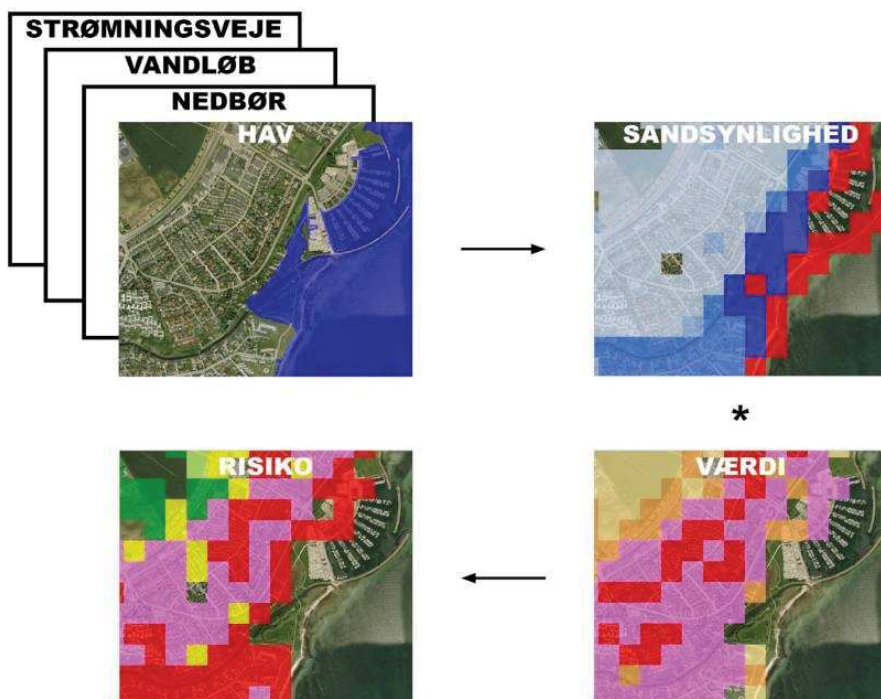 STRØMNINGSVEJE
VANDLØB
NEDBØR
HAV
SANDSYNLIGHED
*
RISIKO
VÆRDI